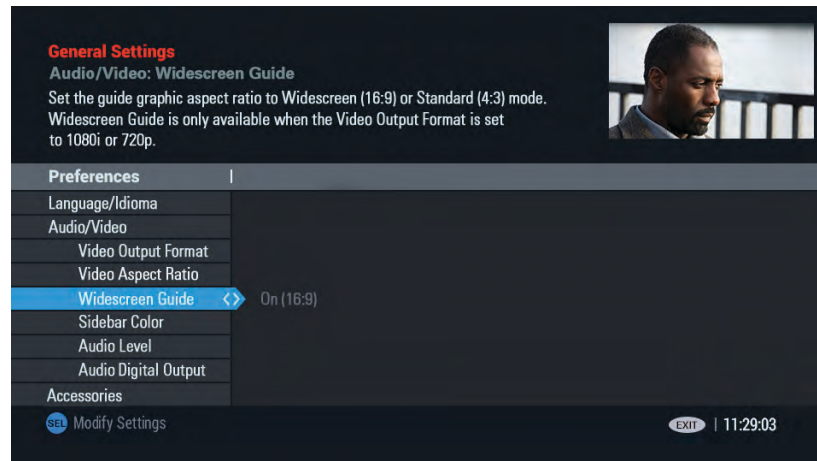 General Settings
Audio/Video: Widescreen Guide
Set the guide graphic aspect ratio to Widescreen (16:9) or Standard (4:3) mode.
Widescreen Guide is only available when the Video Output Format is set
to 1080i or 720p.
Preferences |
Language/Idioma
Audio/Video
Video Output Format
Video Aspect Ratio
Widescreen Guide <> On (16:9)
Sidebar Color
Audio Level
Audio Digital Output
Accessories
SEL Modify Settings
EXIT | 11:29:03